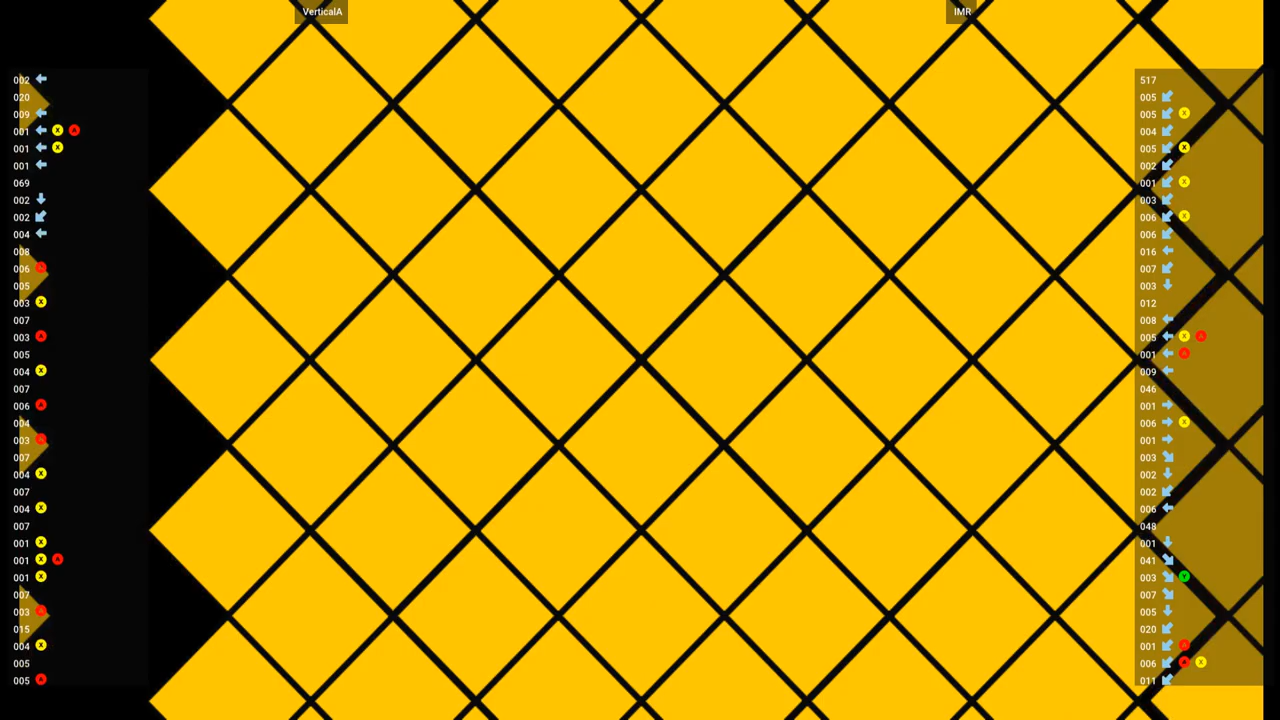 VerticalA
IMR
002
020
009
001 X A
001 X
001
069
002
002
004
008
006 A
005
003 X
007
003 A
005
004 X
007
006 A
004
003 A
007
004 X
007
004 X
007
001 X
001 X A
001 X
007
003 A
015
004 X
005
005 A
517
005
005 X
004
005 X
002
001 X
003
006 X
006
016
007
003
012
008
005 X A
001 A
009
046
001
006 X
001
003
002
002
006
048
001
041
003 Y
007
005
020
001 A
006 A X
011